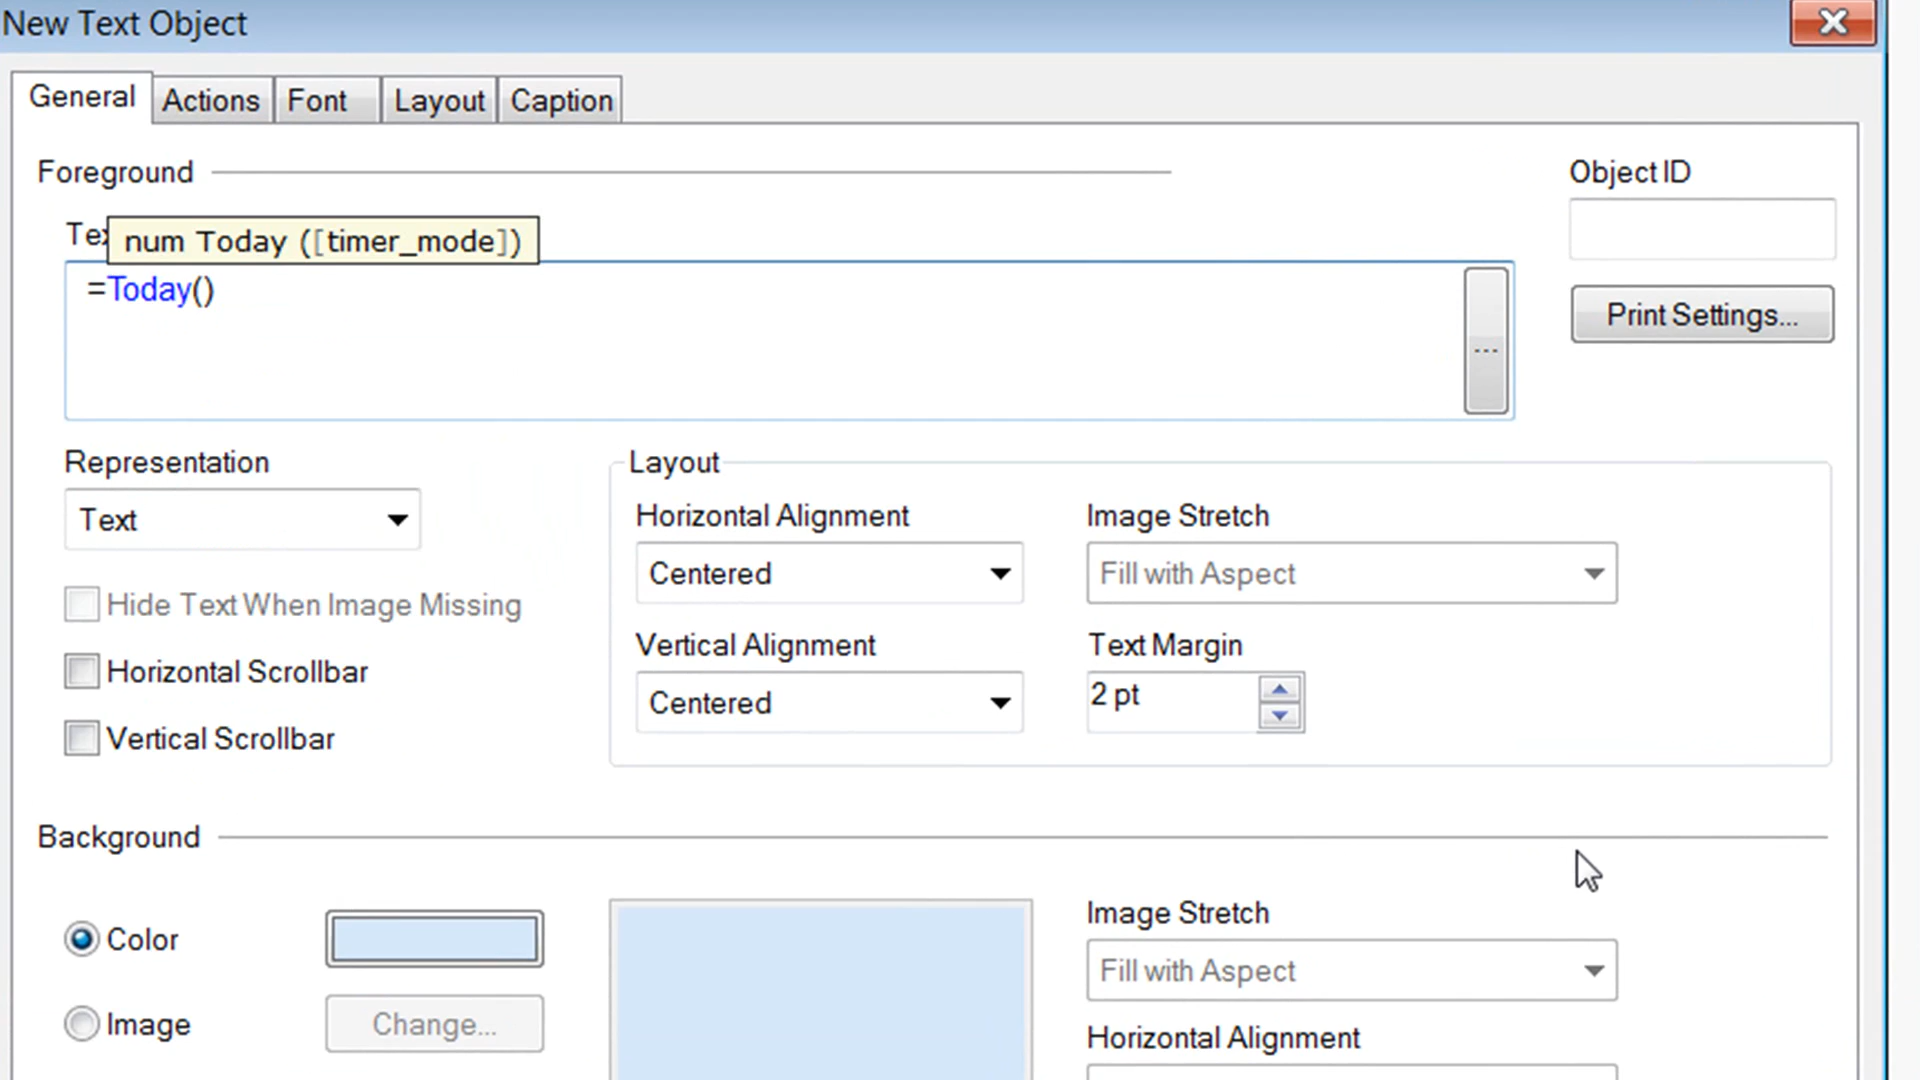 New Text Object
General Actions Font Layout Caption
Foreground
Object ID
num Today ([timer_mode])
=Today()
...
Print Settings...
Representation
Text
Hide Text When Image Missing
Horizontal Scrollbar
Vertical Scrollbar
Layout
Horizontal Alignment
Centered
Image Stretch
Fill with Aspect
Vertical Alignment
Centered
Text Margin
2 pt
Background
Color
Image
Change...
Image Stretch
Fill with Aspect
Horizontal Alignment